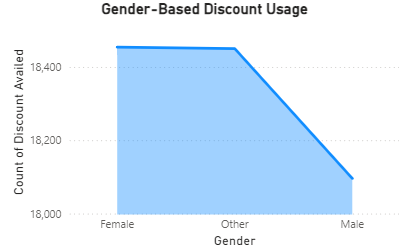 Gender-Based Discount Usage
Count of Discount Availed
18,400
18,200
18,000
Female Other Male
Gender